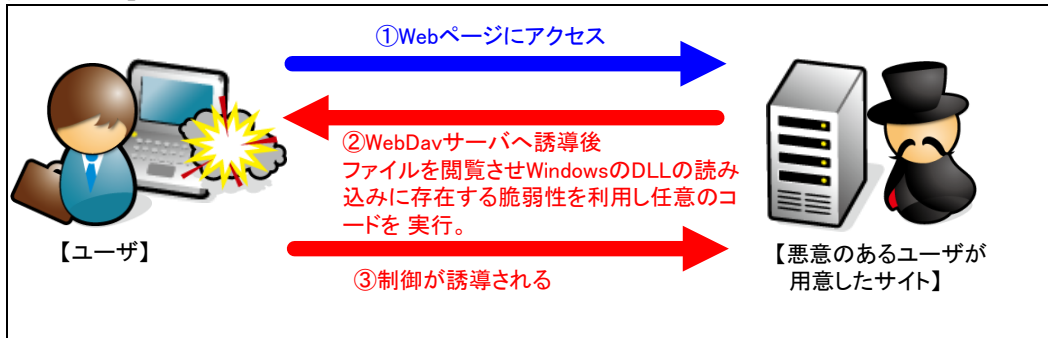 ①Webページにアクセス
②WebDavサーバへ誘導後
ファイルを閲覧させWindowsのDLLの読み
込みに存在する脆弱性を利用し任意のコ
ードを 実行。
【ユーザ】
【悪意のあるユーザが
用意したサイト】
③制御が誘導される